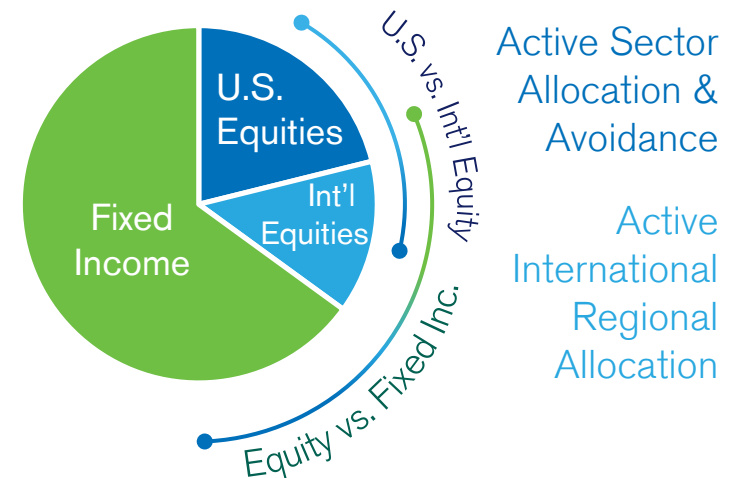 U.S.
Equities
Int'l
Equities
Fixed
Income
U.S. vs. Int'l Equity
Equity vs. Fixed Inc.
Active Sector
Allocation &
Avoidance
Active
International
Regional
Allocation